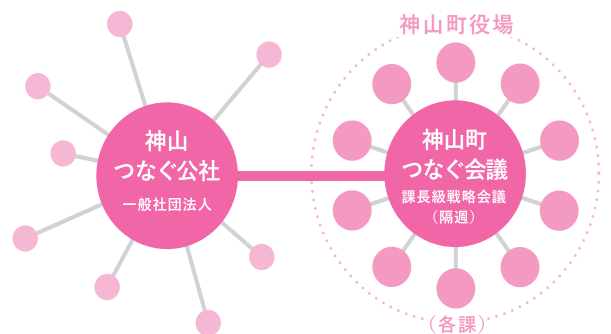 神山町役場
神山
つなぐ公社
一般社団法人
神山町
つなぐ会議
課長級戦略会議
（隔週）
（各課）